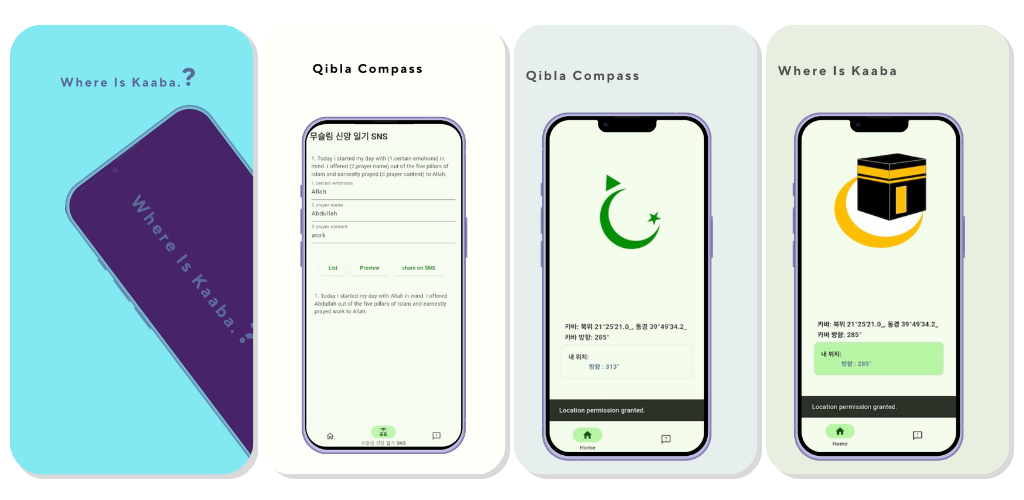 Where Is Kaaba.?
Where Is Kaaba.?
Qibla Compass
무슬림 신앙 일기 SNS
1. Today I started my day with (1.certain emotions) in
mind. I offered (2.prayer name) out of the five pillars of
Islam and earnestly prayed (3.prayer content) to Allah.
1.certain emotions
Allah
2.prayer name
Abdullah
3.prayer content
work
List
Preview
share on SNS
1. Today I started my day with Allah in mind. I offered
Abdullah out of the five pillars of Islam and earnestly
prayed work to Allah
무슬림 신앙 일기 SNS
Qibla Compass
카바: 북위 21°25'21.0_, 동경 39°49'34.2_
카바 방향: 285°
내 위치:
방향 : 313°
Location permission granted.
Home
Where Is Kaaba
카바: 북위 21°25'21.0_, 동경 39°49'34.2_
카바 방향: 285°
내 위치:
방향 : 285°
Location permission granted.
Home